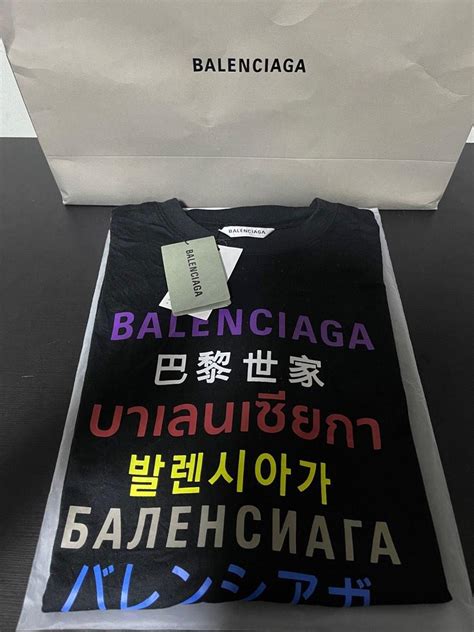 BALENCIAGA
BALENCIAGA
BALENCIAGA
BALENCIAGA
巴黎世家
บาเลนเซียกา
발렌시아가
БАЛЕНСИАГА
バレンシアガ